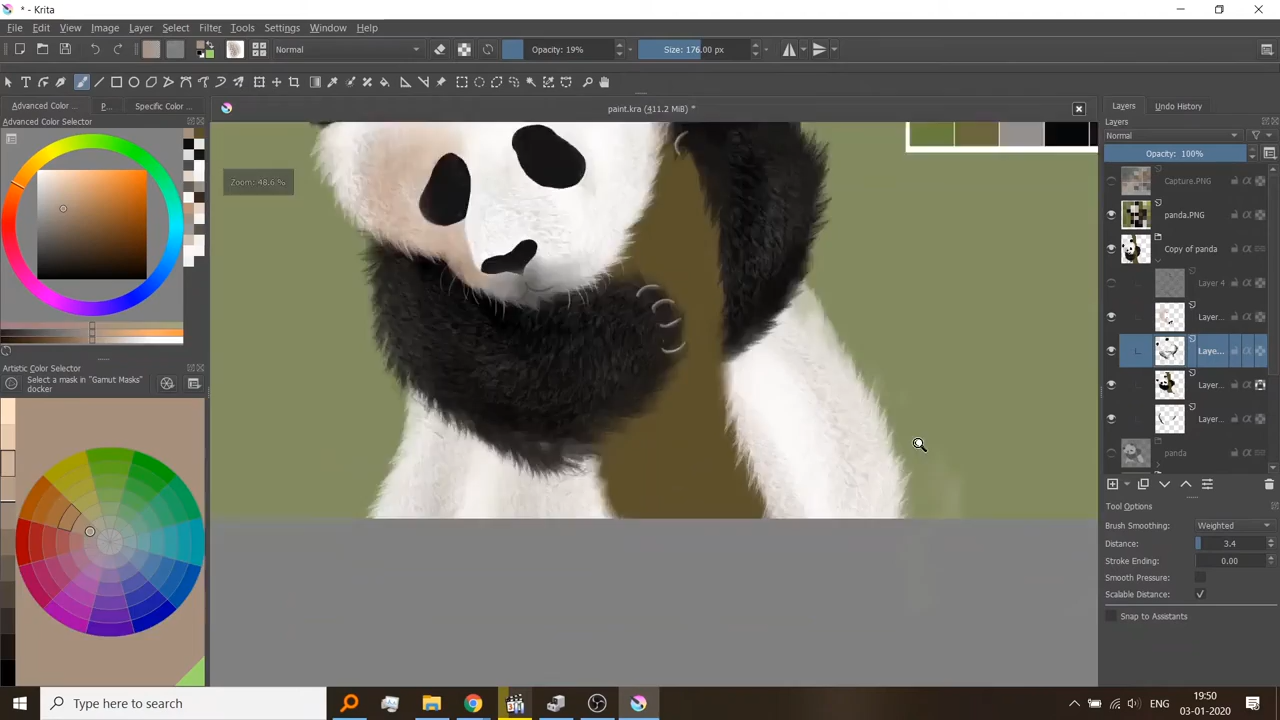 * - Krita
File Edit View Image Layer Select Filter Tools Settings Window Help
Normal Opacity: 19% Size: 176.00 px
Advanced Color ... P... Specific Color ...
paint.kra (411.2 MiB) *
Layers Undo History
Advanced Color Selector
Layers
Normal
Opacity: 100%
Zoom: 48.6 %
Capture.PNG
panda.PNG
Copy of panda
Layer 4
Layer...
Laye...
Layer...
Layer...
panda
Artistic Color Selector
Select a mask in "Gamut Masks" docker
Tool Options
Brush Smoothing: Weighted
Distance: 3.4
Stroke Ending: 0.00
Smooth Pressure:
Scalable Distance:
Snap to Assistants
Type here to search
ENG
19:50
03-01-2020